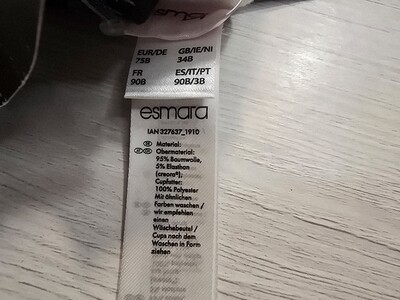 EUR/DE GB/IE/NI
75B 34B
FR ES/IT/PT
90B 90B/3B
esmara
IAN 327637_1910
Material:
Obermaterial:
95% Baumwolle,
5% Elasthan
(creora®);
Cupfutter:
100% Polyester
Mit ähnlichen
Farben waschen /
wir empfehlen
einen
Wäschebeutel /
Cups nach dem
Waschen in Form
ziehen